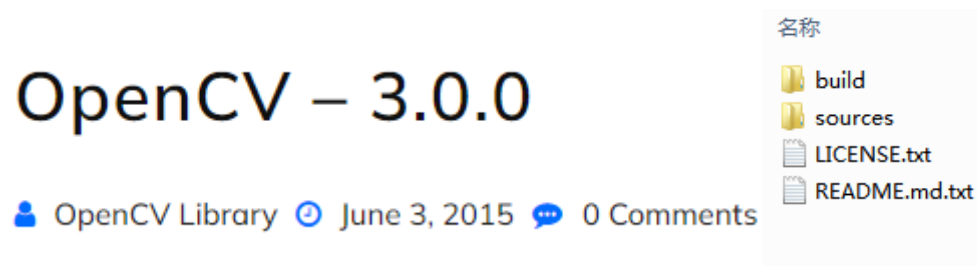 OpenCV – 3.0.0
OpenCV Library June 3, 2015 0 Comments
名称
build
sources
LICENSE.txt
README.md.txt